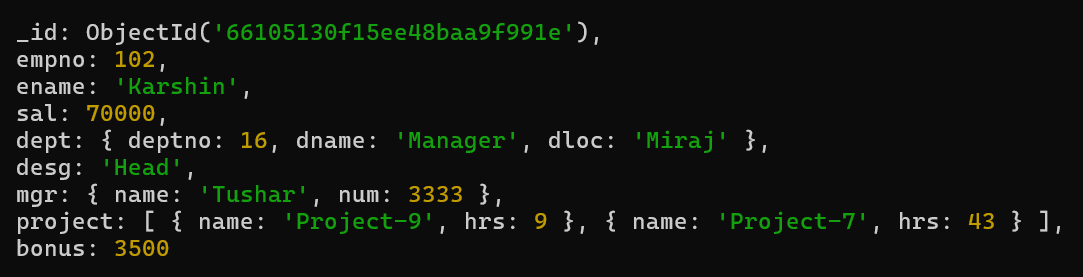 _id: ObjectId('66105130f15ee48baa9f991e'),
empno: 102,
ename: 'Karshin',
sal: 70000,
dept: { deptno: 16, dname: 'Manager', dloc: 'Miraj' },
desg: 'Head',
mgr: { name: 'Tushar', num: 3333 },
project: [ { name: 'Project-9', hrs: 9 }, { name: 'Project-7', hrs: 43 } ],
bonus: 3500